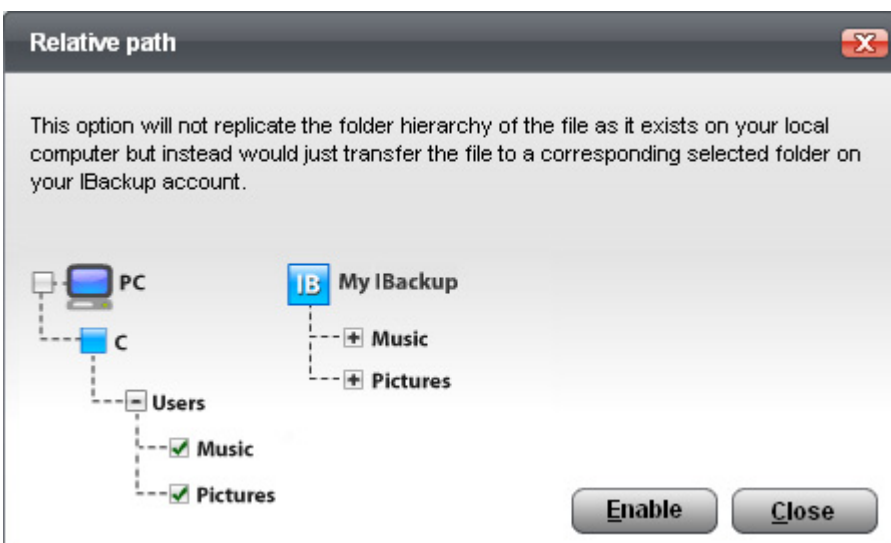 Relative path
This option will not replicate the folder hierarchy of the file as it exists on your local
computer but instead would just transfer the file to a corresponding selected folder on
your IBackup account.
PC
C
Users
Music
Pictures
IB My IBackup
Music
Pictures
Enable
Close